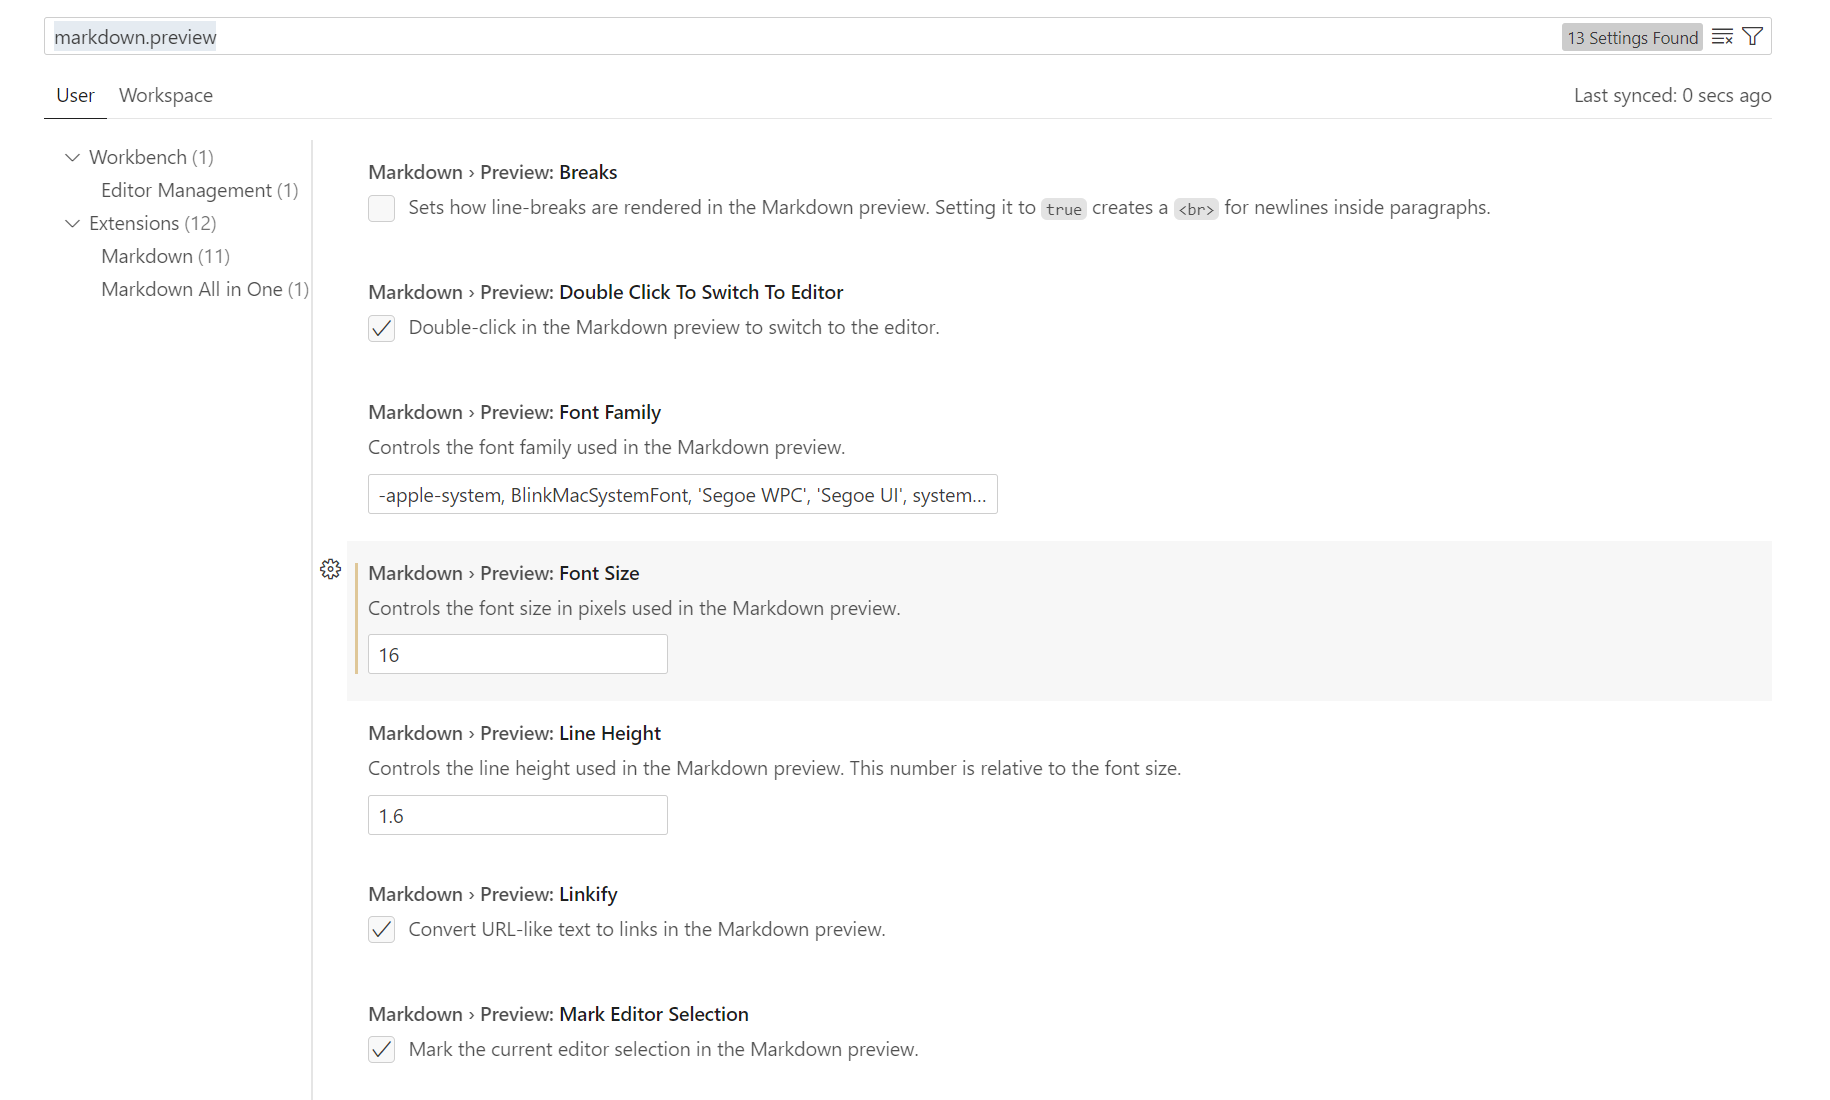 markdown.preview
13 Settings Found
User Workspace
Last synced: 0 secs ago
Workbench (1)
Editor Management (1)
Extensions (12)
Markdown (11)
Markdown All in One (1)
Markdown › Preview: Breaks
Sets how line-breaks are rendered in the Markdown preview. Setting it to true creates a <br> for newlines inside paragraphs.
Markdown › Preview: Double Click To Switch To Editor
Double-click in the Markdown preview to switch to the editor.
Markdown › Preview: Font Family
Controls the font family used in the Markdown preview.
-apple-system, BlinkMacSystemFont, 'Segoe WPC', 'Segoe UI', system...
Markdown › Preview: Font Size
Controls the font size in pixels used in the Markdown preview.
16
Markdown › Preview: Line Height
Controls the line height used in the Markdown preview. This number is relative to the font size.
1.6
Markdown › Preview: Linkify
Convert URL-like text to links in the Markdown preview.
Markdown › Preview: Mark Editor Selection
Mark the current editor selection in the Markdown preview.